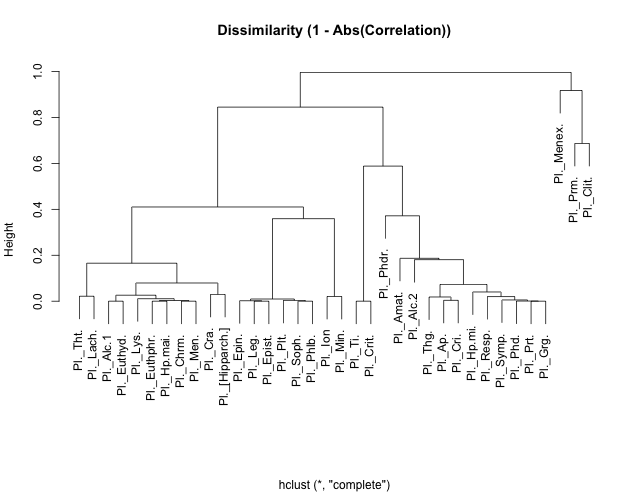 Dissimilarity (1 - Abs(Correlation))
Height
1.0
0.8
0.6
0.4
0.2
0.0
Pl._Tht.
Pl._Lach.
Pl._Alc.1
Pl._Euthyd.
Pl._Lys.
Pl._Euthphr.
Pl._Hp.mai.
Pl._Chrm.
Pl._Men.
Pl._Cra.
Pl._[Hipparch.]
Pl._Epin.
Pl._Leg.
Pl._Epist.
Pl._Plt.
Pl._Soph.
Pl._Phlb.
Pl._Ion
Pl._Min.
Pl._Ti.
Pl._Crit.
Pl._Phdr.
Pl._Amat.
Pl._Alc.2
Pl._Thg.
Pl._Ap.
Pl._Cri.
Pl._Hp.mi.
Pl._Resp.
Pl._Symp.
Pl._Phd.
Pl._Prt.
Pl._Grg.
Pl._Menex.
Pl._Prm.
Pl._Clit.
hclust (*, "complete")